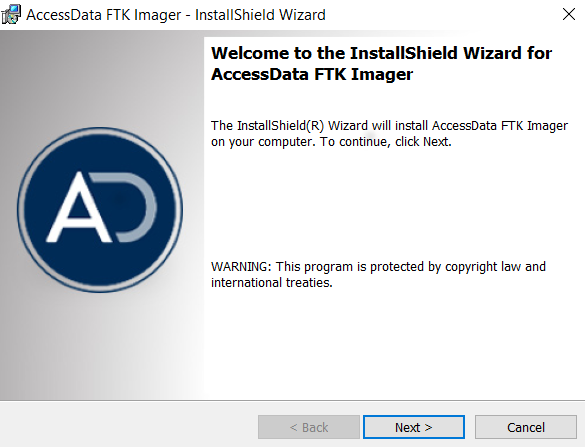 AccessData FTK Imager - InstallShield Wizard
Welcome to the InstallShield Wizard for
AccessData FTK Imager
The InstallShield(R) Wizard will install AccessData FTK Imager
on your computer. To continue, click Next.
AD
WARNING: This program is protected by copyright law and
international treaties.
< Back
Next >
Cancel